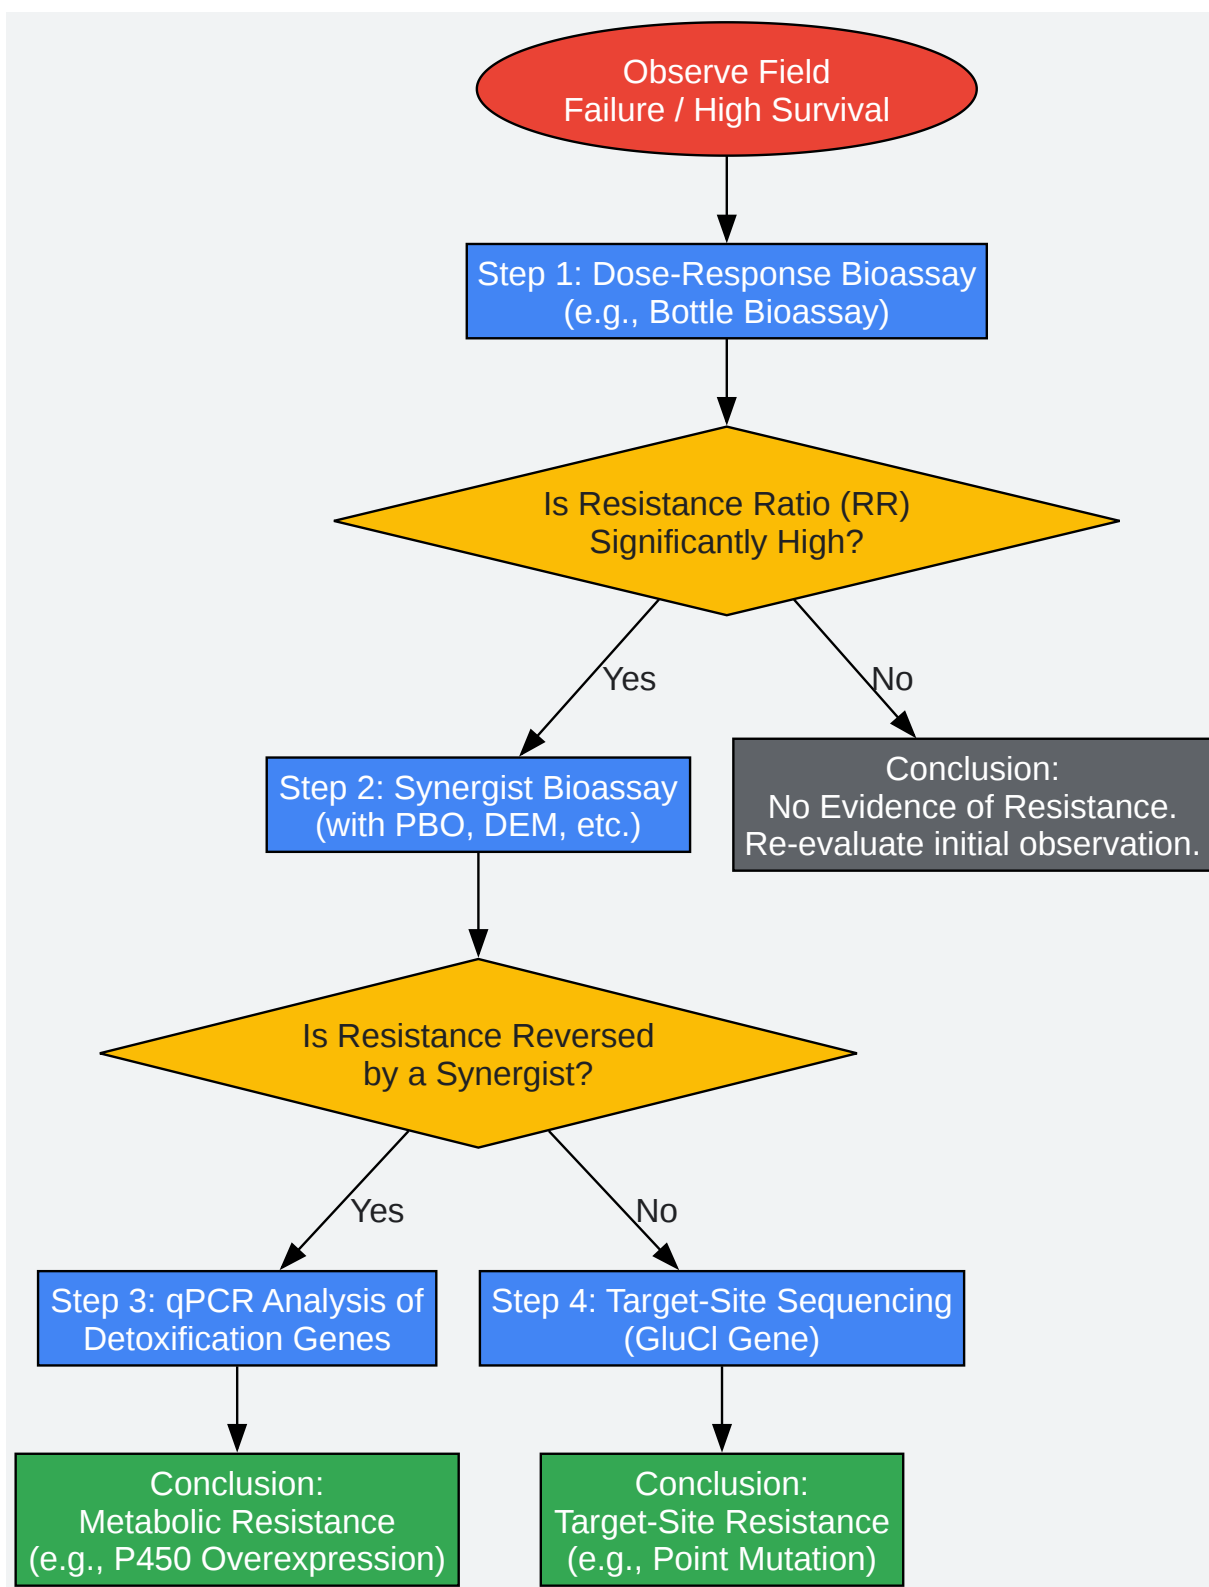 Observe Field
Failure / High Survival
Step 1: Dose-Response Bioassay
(e.g., Bottle Bioassay)
Is Resistance Ratio (RR)
Significantly High?
Yes
No
Step 2: Synergist Bioassay
(with PBO, DEM, etc.)
Conclusion:
No Evidence of Resistance.
Re-evaluate initial observation.
Is Resistance Reversed
by a Synergist?
Yes
No
Step 3: qPCR Analysis of
Detoxification Genes
Step 4: Target-Site Sequencing
(GluCl Gene)
Conclusion:
Metabolic Resistance
(e.g., P450 Overexpression)
Conclusion:
Target-Site Resistance
(e.g., Point Mutation)